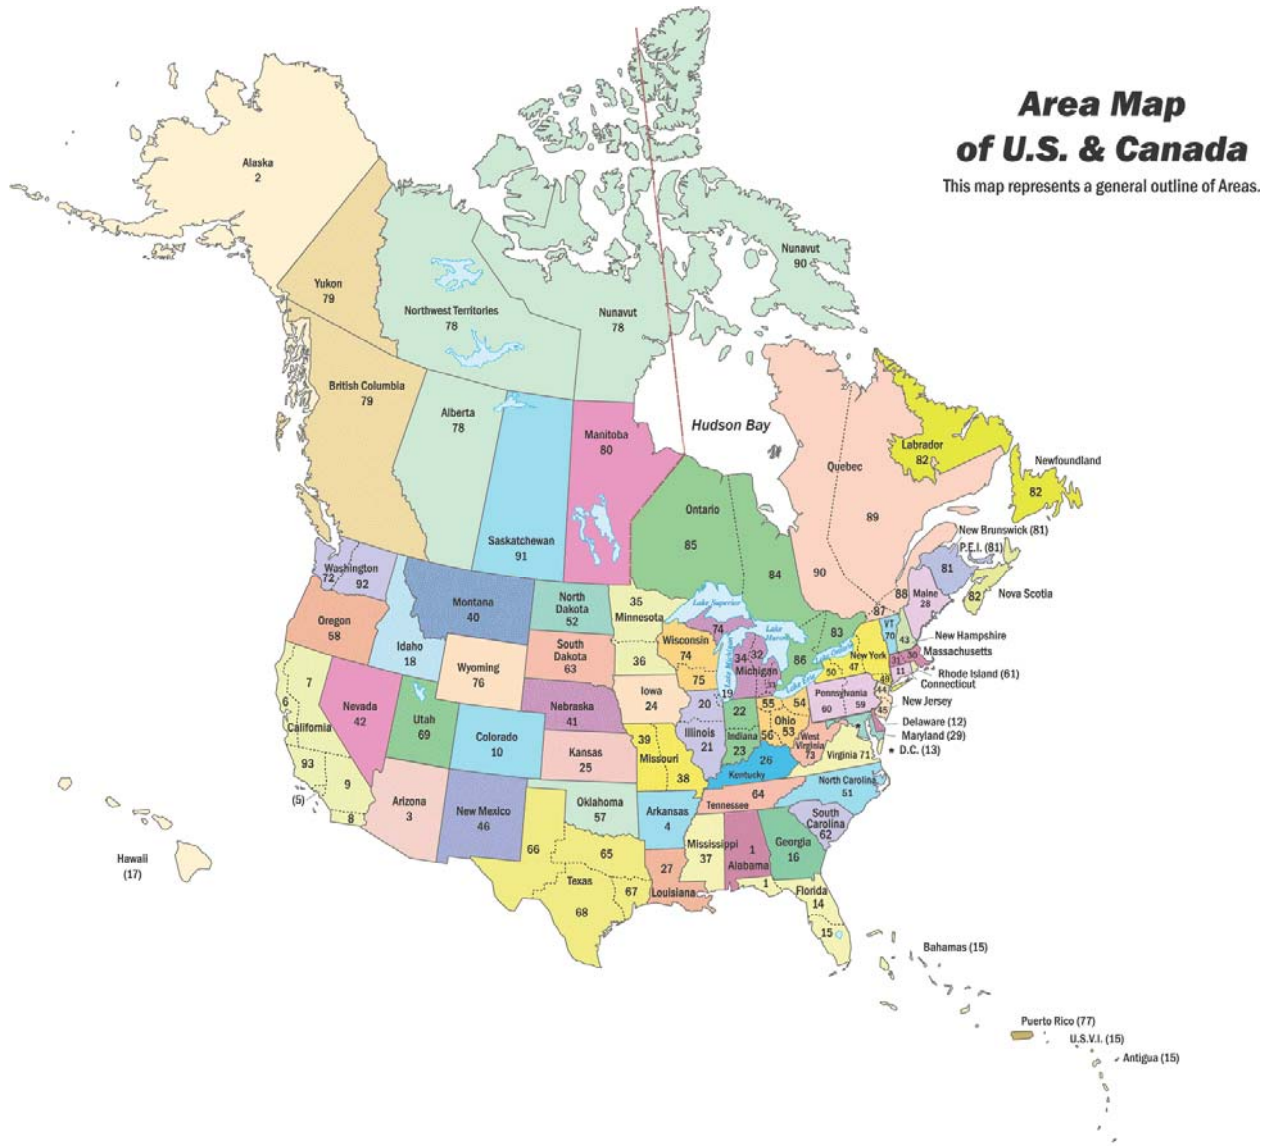 Area Map
of U.S. & Canada
This map represents a general outline of Areas.
Alaska
2
Yukon
79
Northwest Territories
78
Nunavut
78
Nunavut
90
British Columbia
79
Alberta
78
Saskatchewan
91
Manitoba
80
Hudson Bay
Ontario
85
84
83
86
Quebec
89
90
88
87
Labrador
82
Newfoundland
82
New Brunswick (81)
P.E.I. (81)
81
82
Nova Scotia
Maine
28
Washington
72
92
Oregon
58
Idaho
18
Montana
40
North
Dakota
52
South
Dakota
63
Wyoming
76
Nebraska
41
35
Minnesota
36
Wisconsin
74
75
Lake Superior
74
Lake Michigan
Lake
Huron
34
32
Michigan
33
Lake Ontario
Lake Erie
New York
47
50
49
VT
70
43
New Hampshire
Massachusetts
31
30
11
Rhode Island (61)
Connecticut
44
New Jersey
45
Delaware (12)
Maryland (29)
* D.C. (13)
Pennsylvania
60
59
7
6
California
93
9
(5)
8
Nevada
42
Utah
69
Colorado
10
Kansas
25
Iowa
24
19
20
Illinois
21
22
Indiana
23
55
54
Ohio
56
53
West
Virginia
73
Virginia 71
39
Missouri
38
26
Kentucky
64
Tennessee
North Carolina
51
South
Carolina
62
Arizona
3
New Mexico
46
Oklahoma
57
Arkansas
4
Mississippi
37
1
Alabama
Georgia
16
66
65
Texas
67
68
27
Louisiana
1
Florida
14
15
Hawaii
(17)
Bahamas (15)
Puerto Rico (77)
U.S.V.I. (15)
Antigua (15)